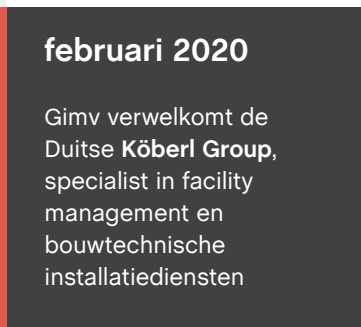 februari 2020
Gimv verwelkomt de
Duitse Köberl Group,
specialist in facility
management en
bouwtechnische
installatiediensten